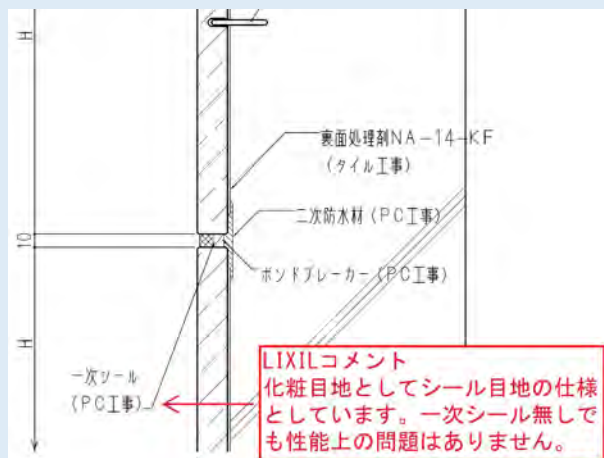 H
裏面処理剤NA-14-KF
(タイル工事)
二次防水材(PC工事)
10
ボンドブレーカー(PC工事)
H
一次シール
(PC工事)
LIXILコメント
化粧目地としてシール目地の仕様
としています。一次シール無しで
も性能上の問題はありません。